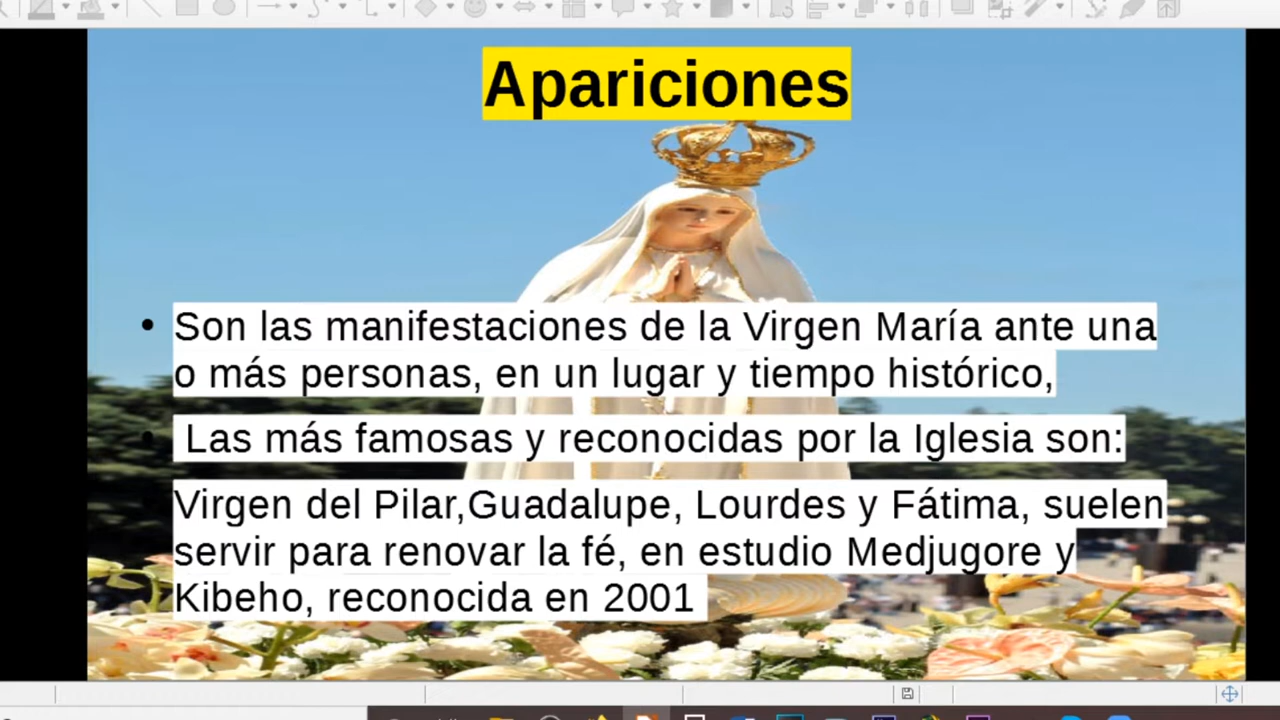 Apariciones
Son las manifestaciones de la Virgen María ante una
o más personas, en un lugar y tiempo histórico,
Las más famosas y reconocidas por la Iglesia son:
Virgen del Pilar,Guadalupe, Lourdes y Fátima, suelen
servir para renovar la fé, en estudio Medjugore y
Kibeho, reconocida en 2001